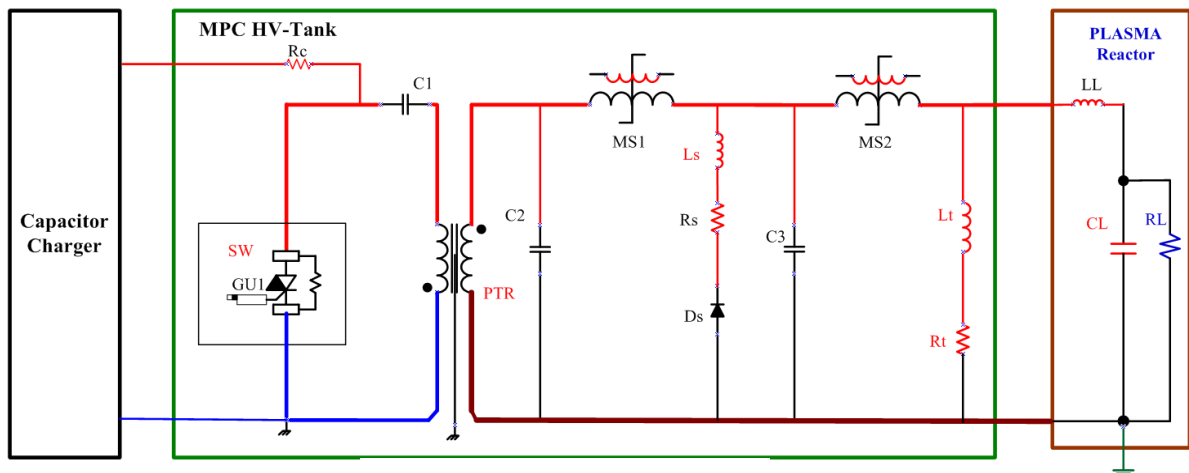 MPC HV-Tank
PLASMA
Reactor
Rc
C1
LL
MS1
MS2
Ls
Capacitor
Charger
C2
Rs
Lt
C3
CL
RL
SW
GU1
PTR
Ds
Rt